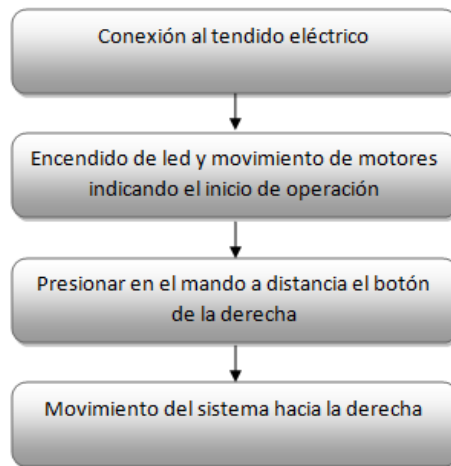 Conexión al tendido eléctrico
Encendido de led y movimiento de motores
indicando el inicio de operación
Presionar en el mando a distancia el botón
de la derecha
Movimiento del sistema hacia la derecha